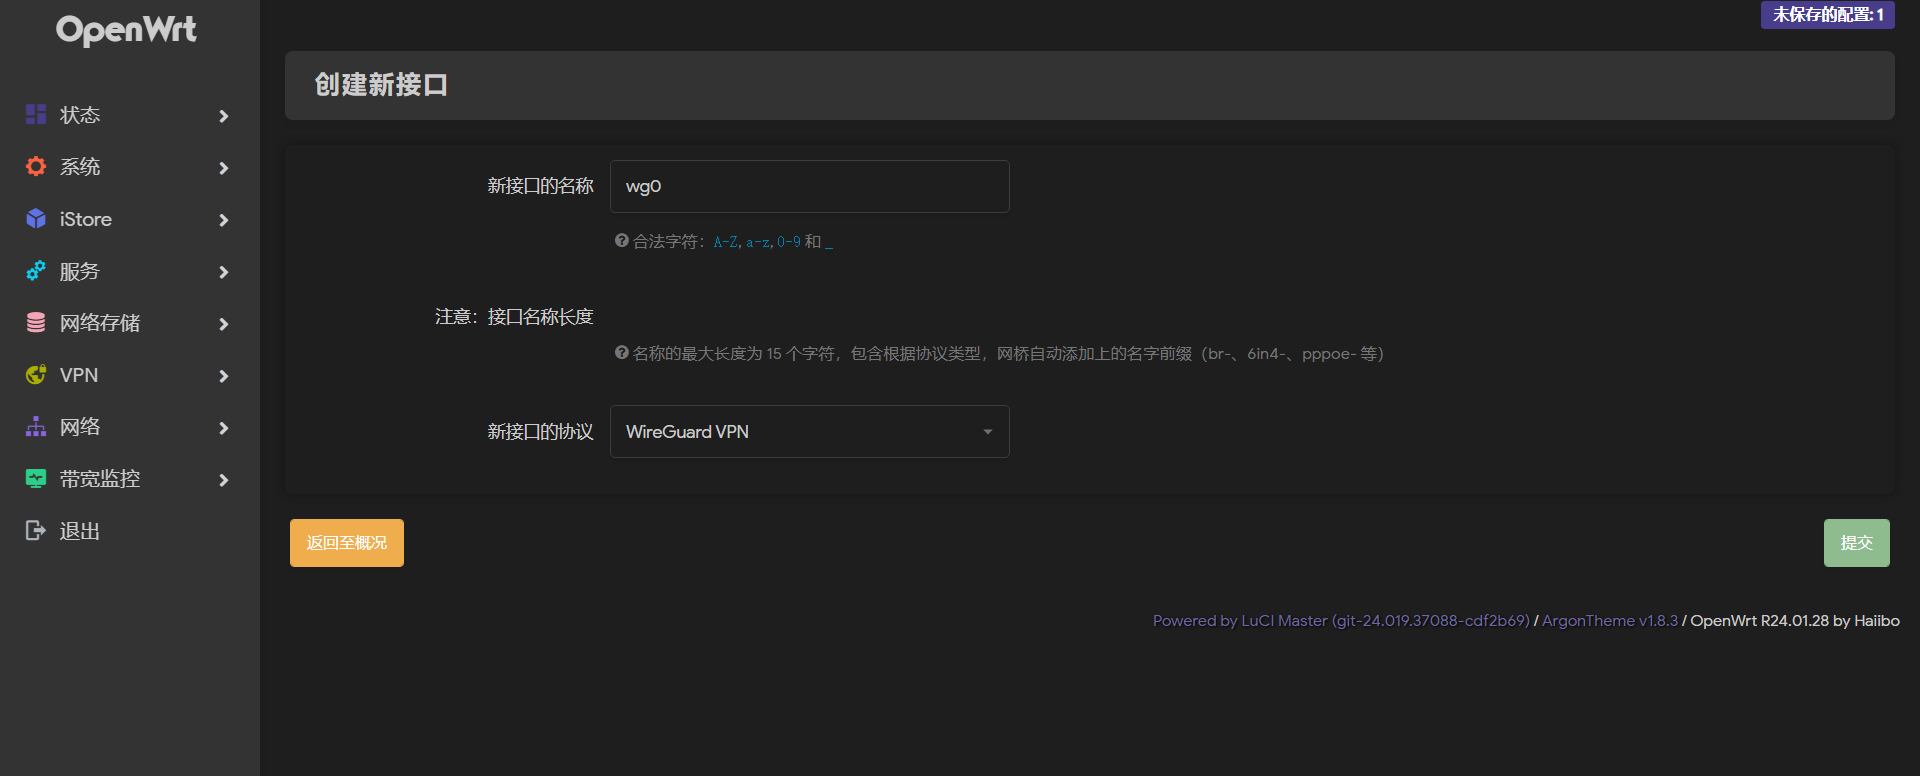 OpenWrt
未保存的配置: 1
创建新接口
状态
系统
iStore
服务
网络存储
VPN
网络
带宽监控
退出
新接口的名称 wg0
合法字符：A-Z, a-z, 0-9 和 _
注意：接口名称长度
名称的最大长度为 15 个字符，包含根据协议类型，网桥自动添加上的名字前缀（br-、6in4-、pppoe- 等）
新接口的协议 WireGuard VPN
返回至概况 提交
Powered by LuCI Master (git-24.019.37088-cdf2b69) / ArgonTheme v1.8.3 / OpenWrt R24.01.28 by Haiibo